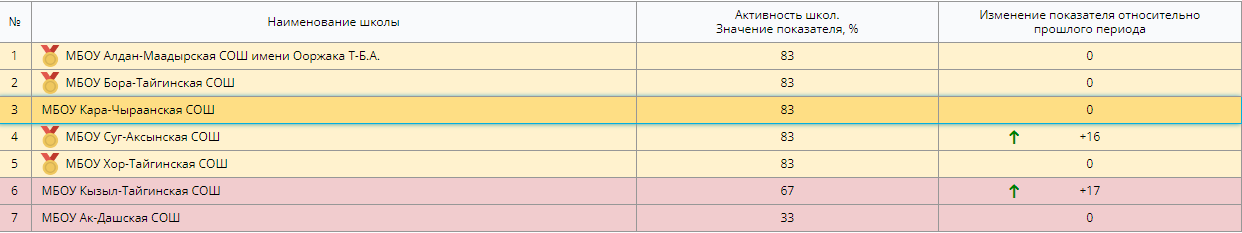 № Наименование школы Активность школ. Значение показателя, % Изменение показателя относительно прошлого периода
1 МБОУ Алдан-Маадырская СОШ имени Ооржака Т-Б.А. 83 0
2 МБОУ Бора-Тайгинская СОШ 83 0
3 МБОУ Кара-Чыраанская СОШ 83 0
4 МБОУ Суг-Аксынская СОШ 83 +16
5 МБОУ Хор-Тайгинская СОШ 83 0
6 МБОУ Кызыл-Тайгинская СОШ 67 +17
7 МБОУ Ак-Дашская СОШ 33 0